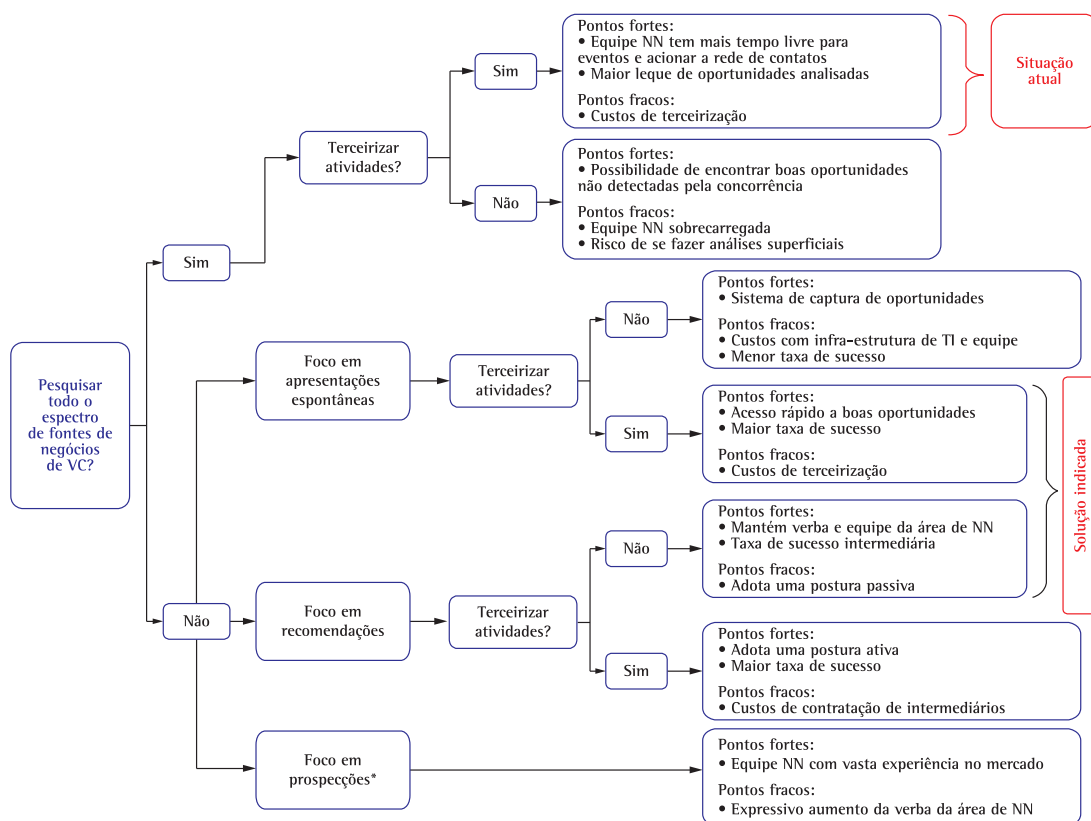 Pontos fortes:
• Equipe NN tem mais tempo livre para
eventos e acionar a rede de contatos
• Maior leque de oportunidades analisadas
Pontos fracos:
• Custos de terceirização
Situação
atual
Sim
Terceirizar
atividades?
Não
Pontos fortes:
• Possibilidade de encontrar boas oportunidades
não detectadas pela concorrência
Pontos fracos:
• Equipe NN sobrecarregada
• Risco de se fazer análises superficiais
Sim
Pesquisar
todo o
espectro
de fontes de
negócios
de VC?
Foco em
apresentações
espontâneas
Terceirizar
atividades?
Não
Pontos fortes:
• Sistema de captura de oportunidades
Pontos fracos:
• Custos com infra-estrutura de TI e equipe
• Menor taxa de sucesso
Sim
Pontos fortes:
• Acesso rápido a boas oportunidades
• Maior taxa de sucesso
Pontos fracos:
• Custos de terceirização
Solução indicada
Não
Foco em
recomendações
Terceirizar
atividades?
Não
Pontos fortes:
• Mantém verba e equipe da área de NN
• Taxa de sucesso intermediária
Pontos fracos:
• Adota uma postura passiva
Sim
Pontos fortes:
• Adota uma postura ativa
• Maior taxa de sucesso
Pontos fracos:
• Custos de contratação de intermediários
Foco em
prospecções*
Pontos fortes:
• Equipe NN com vasta experiência no mercado
Pontos fracos:
• Expressivo aumento da verba da área de NN